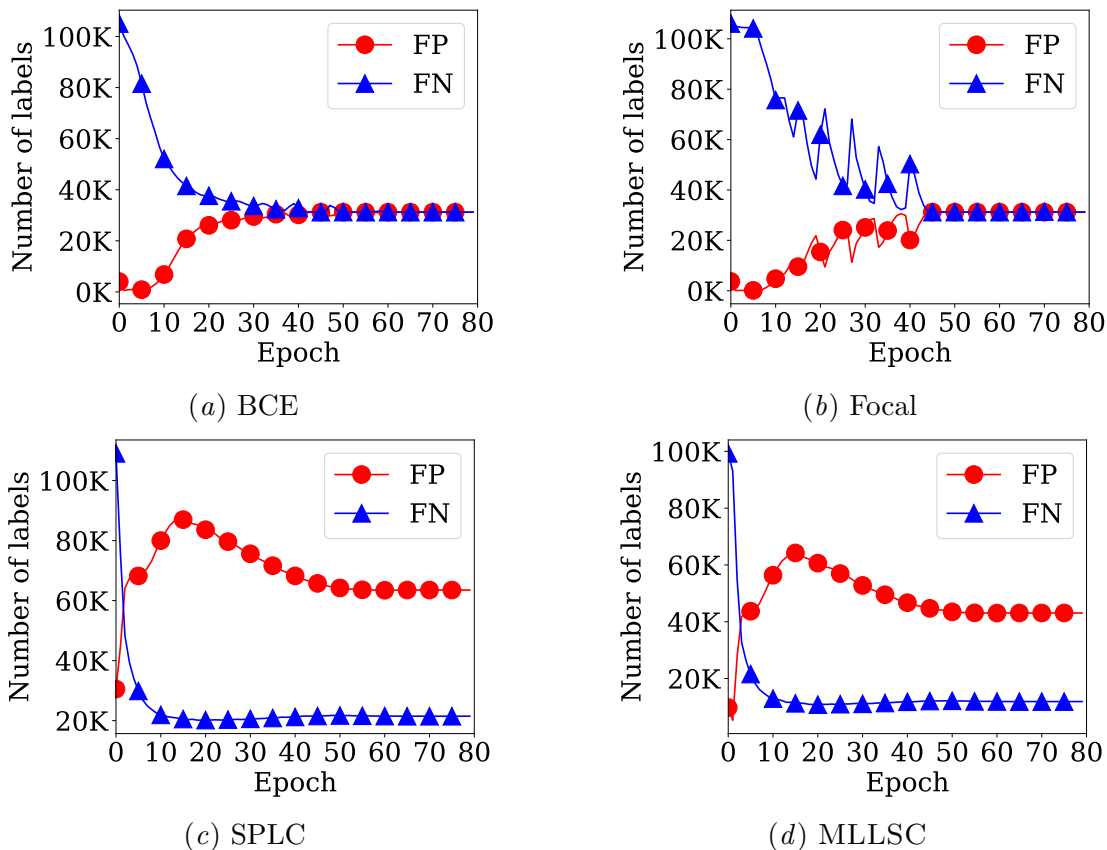 100K
80K
60K
40K
20K
0K
Number of labels
FP
FN
0 10 20 30 40 50 60 70 80
Epoch
(a) BCE
100K
80K
60K
40K
20K
0K
Number of labels
FP
FN
0 10 20 30 40 50 60 70 80
Epoch
(b) Focal
100K
80K
60K
40K
20K
Number of labels
FP
FN
0 10 20 30 40 50 60 70 80
Epoch
(c) SPLC
100K
80K
60K
40K
20K
Number of labels
FP
FN
0 10 20 30 40 50 60 70 80
Epoch
(d) MLLSC